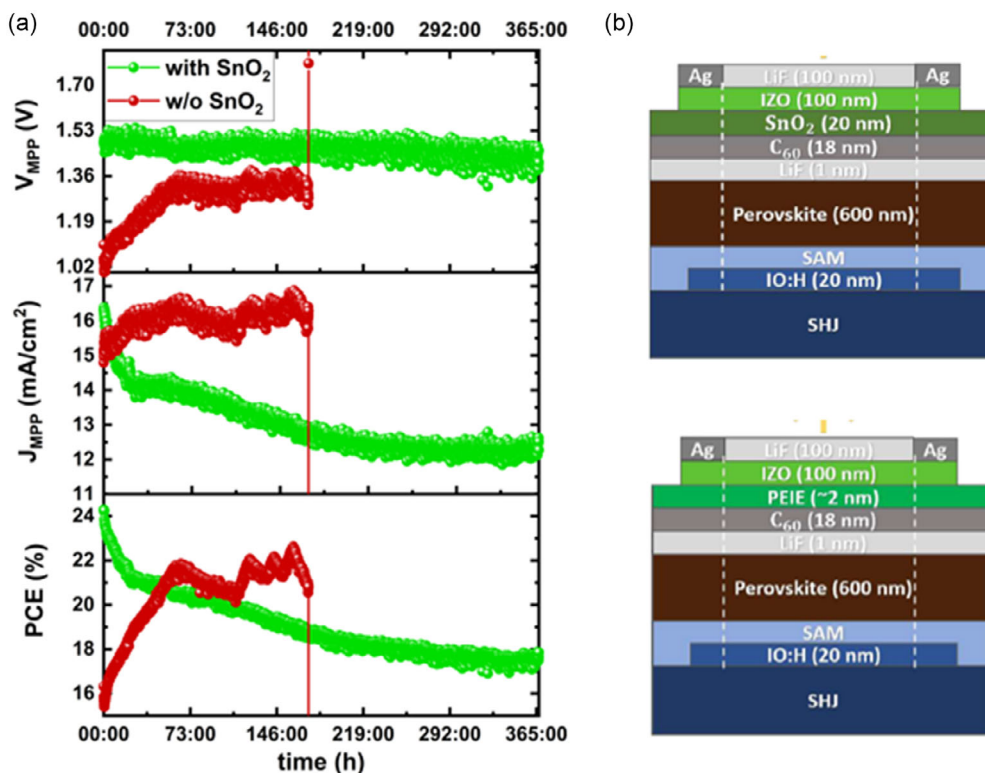 (a)
00:00 73:00 146:00 219:00 292:00 365:00
with SnO₂
w/o SnO₂
V_MPP (V)
1.70
1.53
1.36
1.19
1.02
J_MPP (mA/cm²)
17
16
15
14
13
12
11
PCE (%)
24
22
20
18
16
00:00 73:00 146:00 219:00 292:00 365:00
time (h)
(b)
Ag LiF (100 nm) Ag
IZO (100 nm)
SnO₂ (20 nm)
C₆₀ (18 nm)
LiF (1 nm)
Perovskite (600 nm)
SAM
IO:H (20 nm)
SHJ
Ag LiF (100 nm) Ag
IZO (100 nm)
PEIE (~2 nm)
C₆₀ (18 nm)
LiF (1 nm)
Perovskite (600 nm)
SAM
IO:H (20 nm)
SHJ